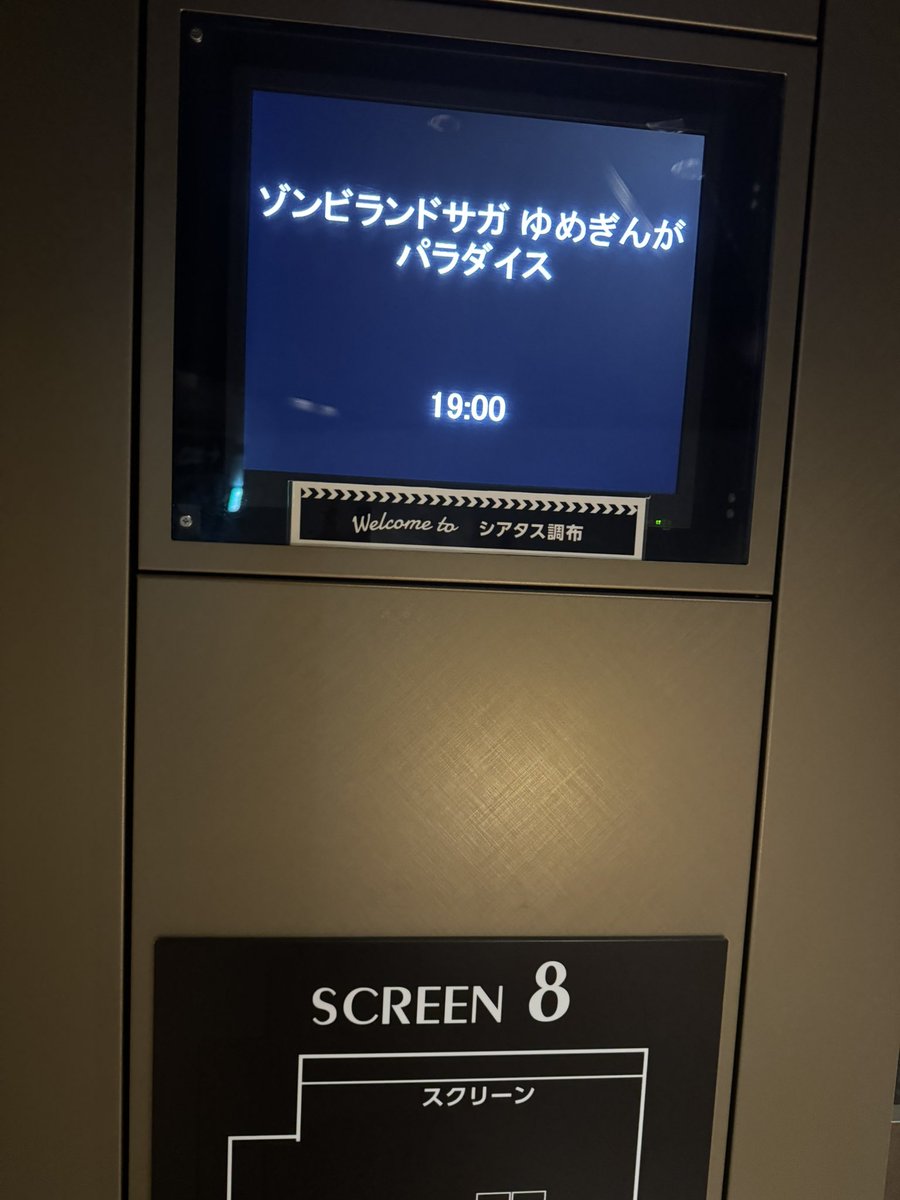 ゾンビランドサガ ゆめぎんが
パラダイス
19:00
Welcome to シアタス調布
SCREEN 8
スクリーン